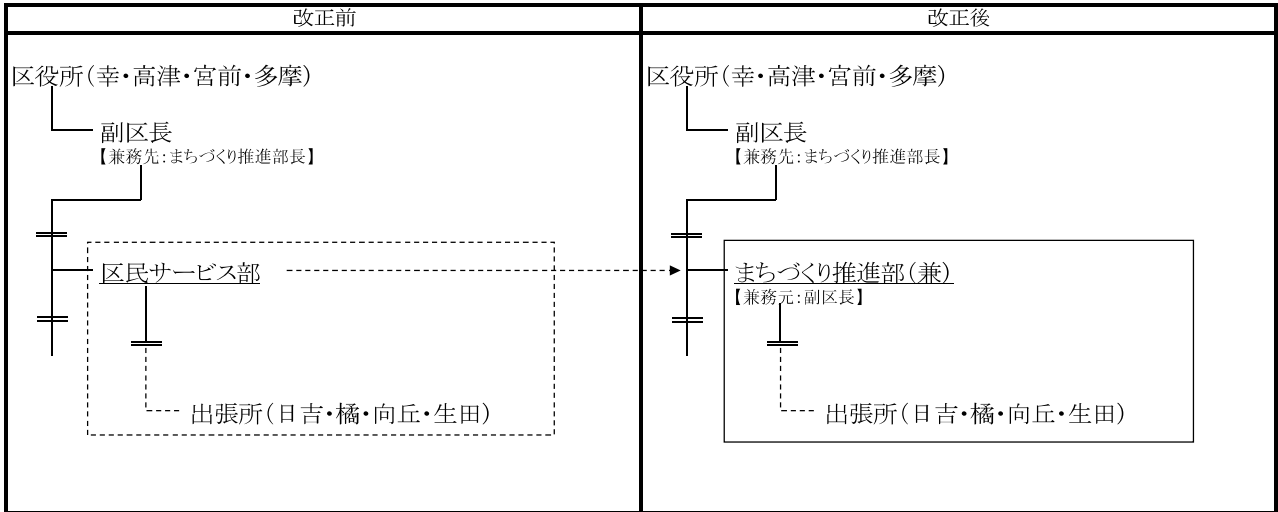 改正前
区役所（幸・高津・宮前・多摩）
副区長
【兼務先：まちづくり推進部長】
区民サービス部
出張所（日吉・橘・向丘・生田）
改正後
区役所（幸・高津・宮前・多摩）
副区長
【兼務先：まちづくり推進部長】
まちづくり推進部（兼）
【兼務元：副区長】
出張所（日吉・橘・向丘・生田）